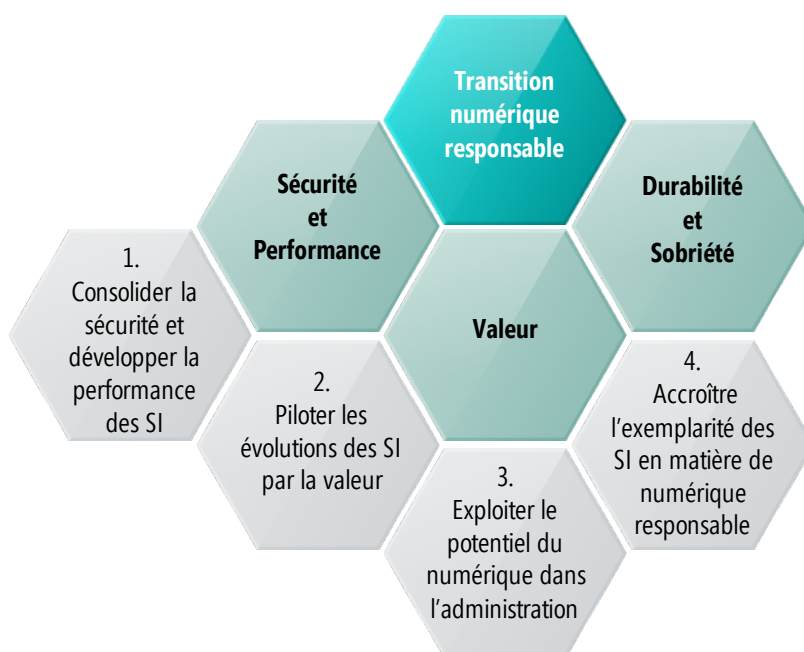 Transition
numérique
responsable
Sécurité
et
Performance
Durabilité
et
Sobriété
Valeur
1.
Consolider la
sécurité et
développer la
performance
des SI
2.
Piloter les
évolutions des SI
par la valeur
3.
Exploiter le
potentiel du
numérique dans
l’administration
4.
Accroître
l’exemplarité des
SI en matière de
numérique
responsable